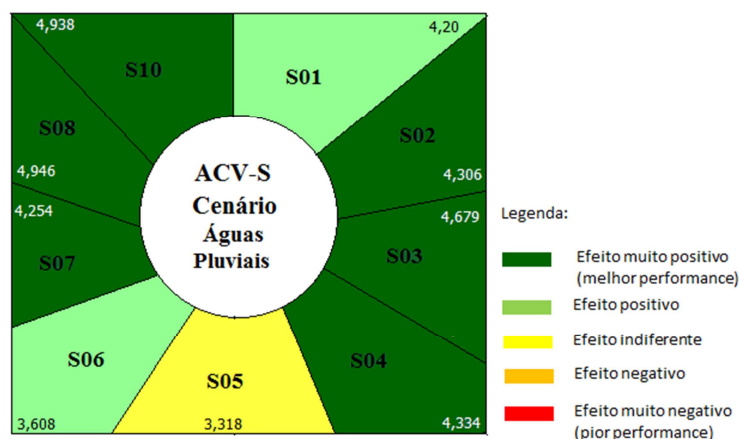 4,938
S10
4,20
S01
S08
4,946
S02
4,306
ACV-S
Cenário
Águas
Pluviais
4,254
S07
4,679
S03
S06
3,608
S05
3,318
S04
4,334
Legenda:
Efeito muito positivo
(melhor performance)
Efeito positivo
Efeito indiferente
Efeito negativo
Efeito muito negativo
(pior performance)